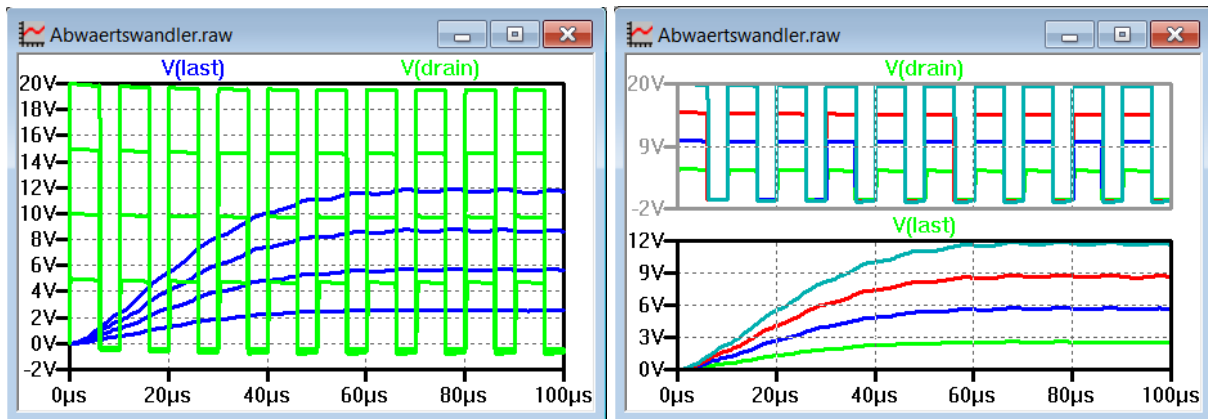 Abwaertswandler.raw
V(last) V(drain)
20V
18V
16V
14V
12V
10V
8V
6V
4V
2V
0V
-2V
0µs 20µs 40µs 60µs 80µs 100µs
Abwaertswandler.raw
V(drain)
20V
9V
-2V
V(last)
12V
9V
6V
3V
0V
0µs 20µs 40µs 60µs 80µs 100µs